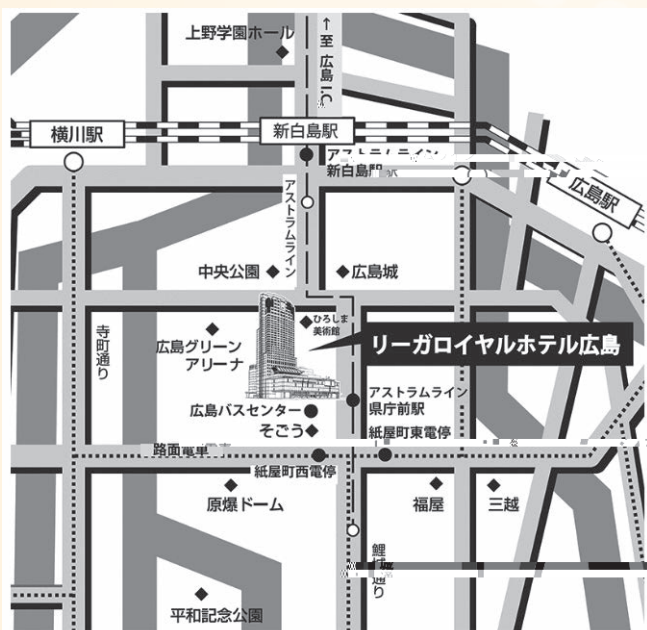 上野学園ホール
←至 広島I.C
横川駅
新白島駅
アストラムライン
新白島駅
広島駅
アストラムライン
中央公園
広島城
ひろしま
美術館
寺町通り
広島グリーン
アリーナ
リーガロイヤルホテル広島
アストラムライン
県庁前駅
広島バスセンター
そごう
紙屋町東電停
路面電車
紙屋町西電停
原爆ドーム
福屋
三越
鯉城通り
平和記念公園